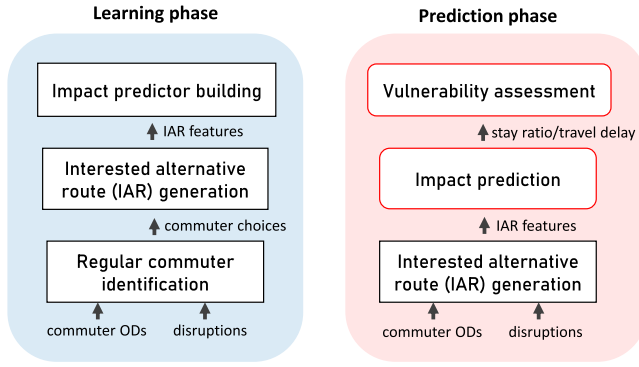 Learning phase
Impact predictor building
IAR features
Interested alternative
route (IAR) generation
commuter choices
Regular commuter
identification
commuter ODs
disruptions
Prediction phase
Vulnerability assessment
stay ratio/travel delay
Impact prediction
IAR features
Interested alternative
route (IAR) generation
commuter ODs
disruptions